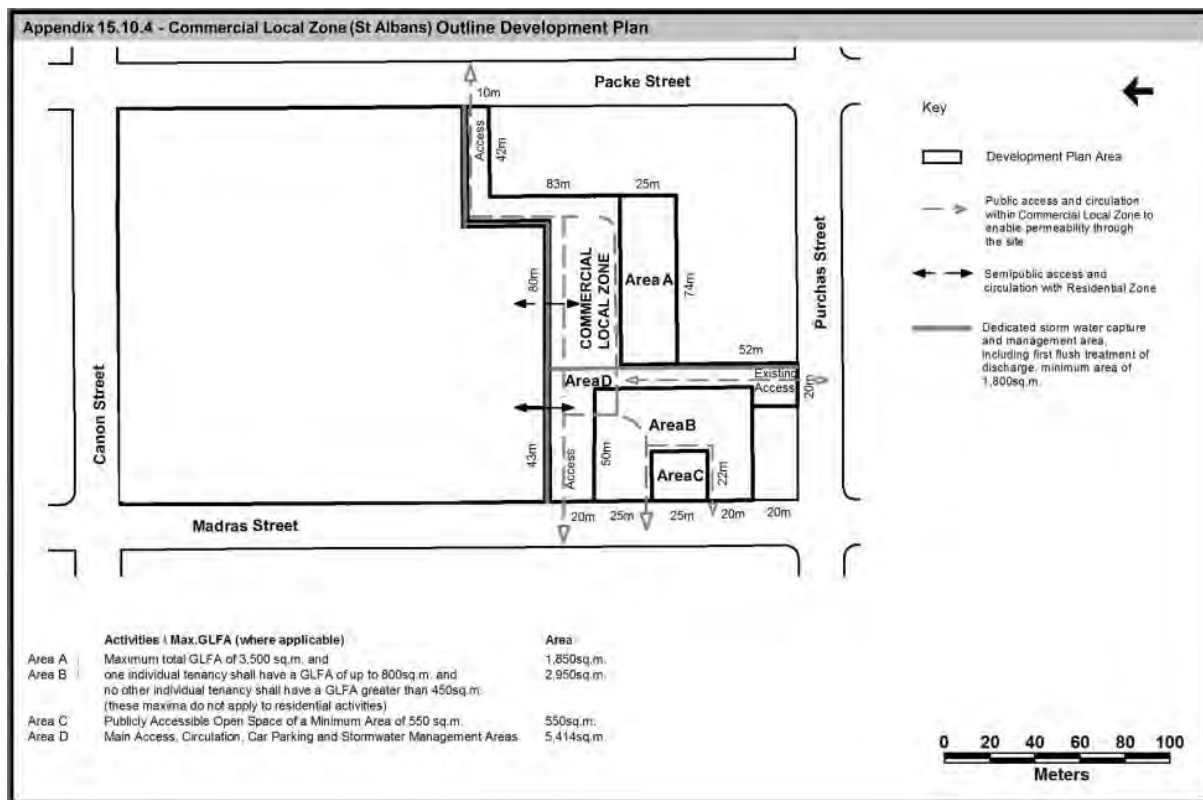 Appendix 15.10.4 - Commercial Local Zone (St Albans) Outline Development Plan
Packe Street
10m
Access
42m
83m
25m
Key
Development Plan Area
Public access and circulation
within Commercial Local Zone to
enable permeability through
the site
Semipublic access and
circulation with Residential Zone
Dedicated storm water capture
and management area,
including first flush treatment of
discharge, minimum area of
1,800sq.m.
Canon Street
Purchas Street
80m
COMMERCIAL
LOCAL ZONE
Area A
74m
52m
Area D
Existing
Access
20m
43m
Access
50m
Area B
Area C
22m
Madras Street
20m
25m
25m
20m
20m
Activities \ Max.GLFA (where applicable)
Area
Area A
Maximum total GLFA of 3,500 sq.m. and
1,850sq.m.
Area B
one individual tenancy shall have a GLFA of up to 800sq.m. and
2,950sq.m.
no other individual tenancy shall have a GLFA greater than 450sq.m.
(these maxima do not apply to residential activities)
Area C
Publicly Accessible Open Space of a Minimum Area of 550 sq.m.
550sq.m.
Area D
Main Access, Circulation, Car Parking and Stormwater Management Areas
5,414sq.m.
0 20 40 60 80 100
Meters